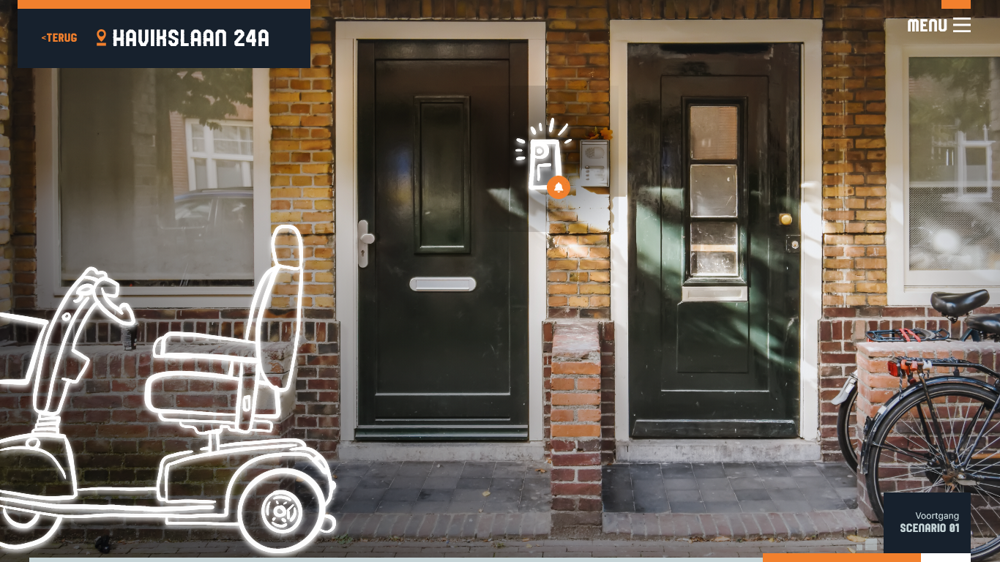 <TERUG
HAVIKSLAAN 24A
MENU
Voortgang
SCENARIO 01